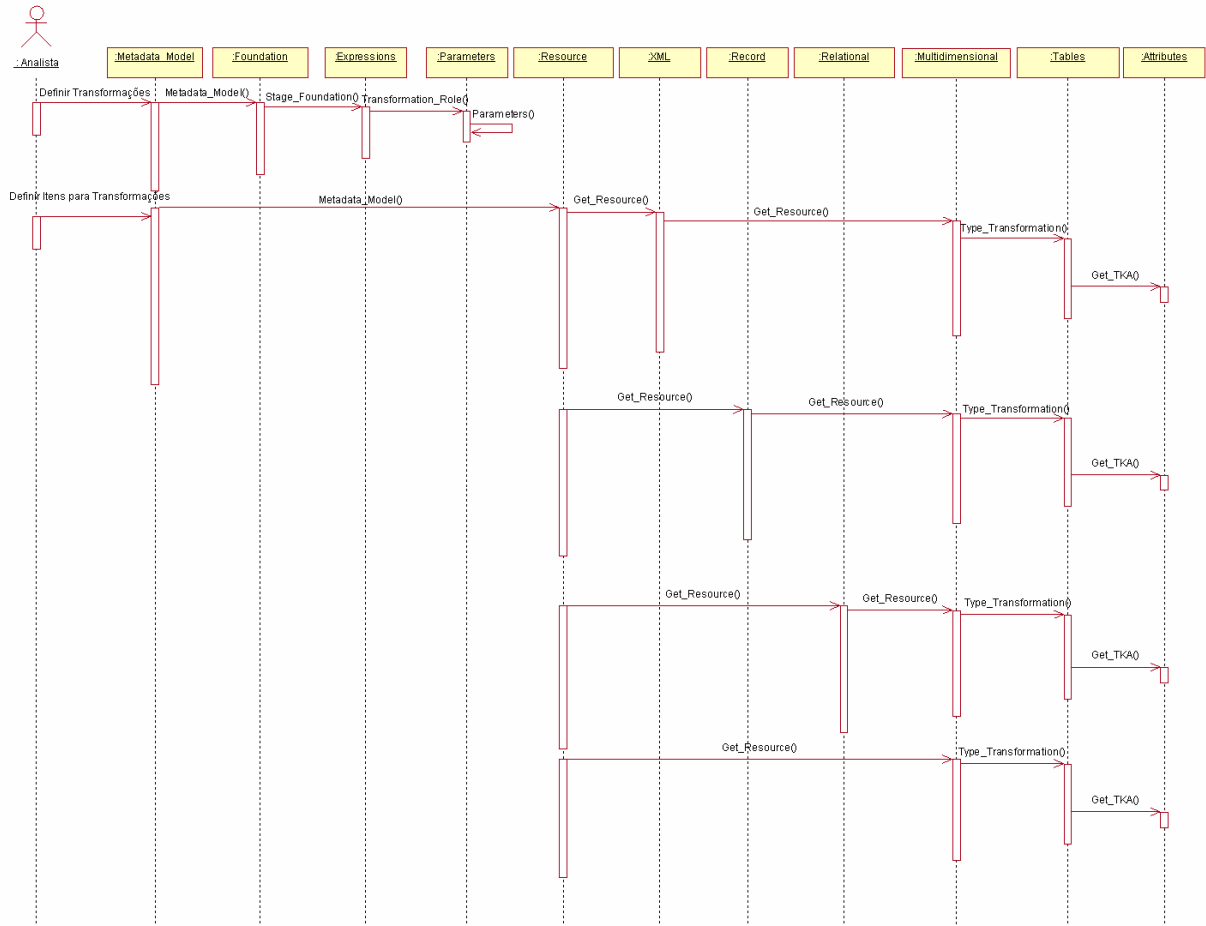 : Analista
:Metadata_Model
:Foundation
:Expressions
:Parameters
:Resource
:XML
:Record
:Relational
:Multidimensional
:Tables
:Attributes
Definir Transformações
Metadata_Model()
Stage_Foundation()
Transformation_Role()
Parameters()
Definir Itens para Transformações
Metadata_Model()
Get_Resource()
Get_Resource()
Type_Transformation()
Get_TKA()
Get_Resource()
Get_Resource()
Type_Transformation()
Get_TKA()
Get_Resource()
Get_Resource()
Type_Transformation()
Get_TKA()
Get_Resource()
Type_Transformation()
Get_TKA()